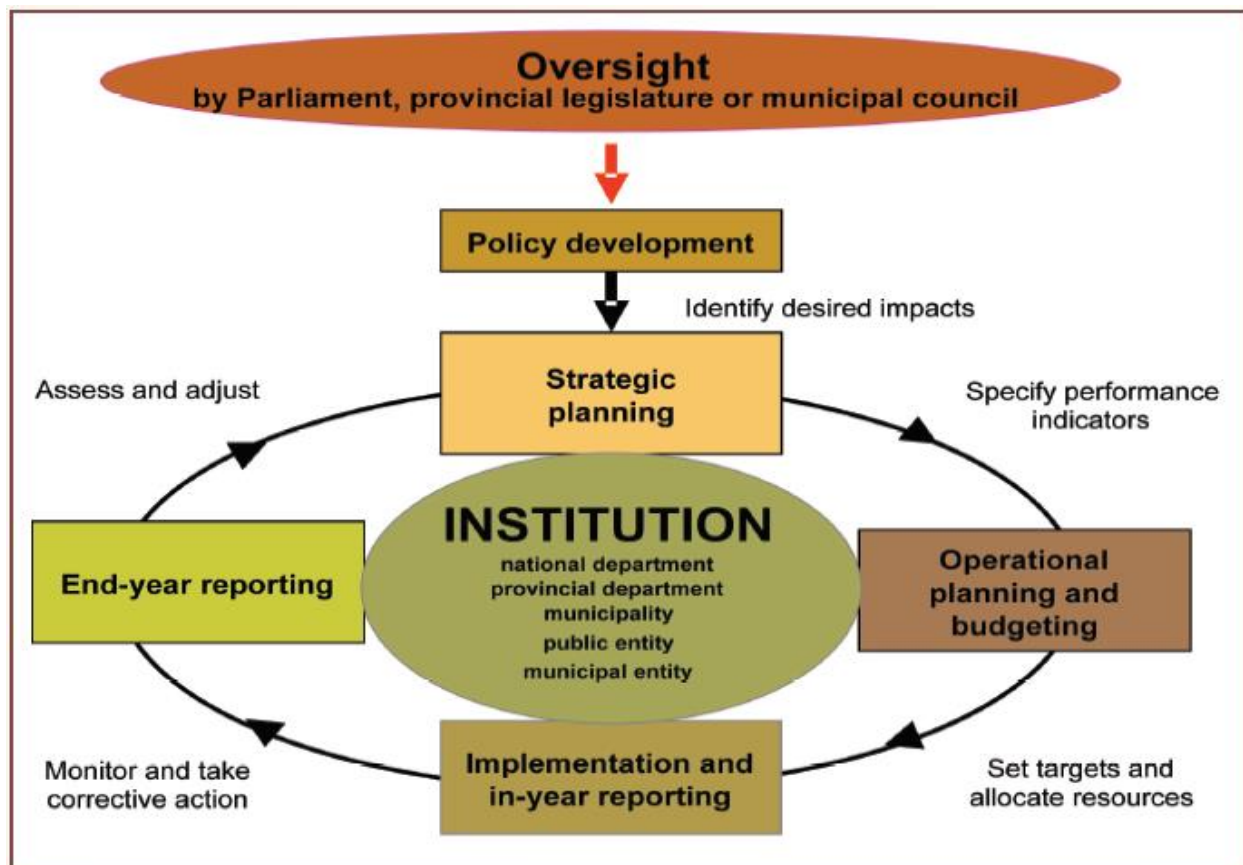 Oversight
by Parliament, provincial legislature or municipal council
Policy development
Identify desired impacts
Strategic
planning
Assess and adjust
Specify performance
indicators
INSTITUTION
national department
provincial department
municipality
public entity
municipal entity
End-year reporting
Operational
planning and
budgeting
Implementation and
in-year reporting
Monitor and take
corrective action
Set targets and
allocate resources